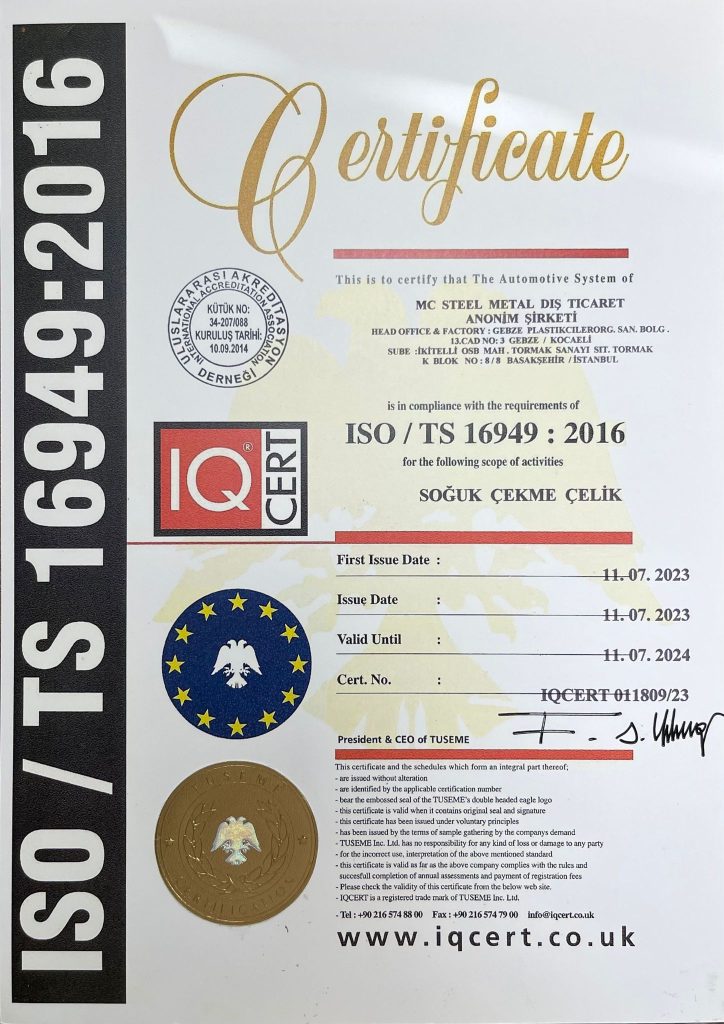 ISO / TS 16949:2016
Certificate
This is to certify that The Automotive System of
MC STEEL METAL DIŞ TICARET
ANONİM ŞİRKETİ
HEAD OFFICE & FACTORY : GEBZE PLASTIKCILERORG. SAN. BOLG .
13.CAD NO: 3 GEBZE / KOCAELİ
SUBE :İKİTELLİ OSB MAH . TORMAK SANAYI SIT. TORMAK
K BLOK NO : 8 / 8 BASAKŞEHİR / İSTANBUL
ULUSLARARASI AKREDİTASYON DERNEĞİ
INTERNATIONAL ACCREDITATION ASSOCIATION
KÜTÜK NO:
34-207/088
KURULUŞ TARİHİ:
10.09.2014
is in compliance with the requirements of
ISO / TS 16949 : 2016
for the following scope of activities
SOĞUK ÇEKME ÇELİK
IQ®
CERT
First Issue Date :
11. 07. 2023
Issue Date :
11. 07. 2023
Valid Until :
11. 07. 2024
Cert. No. :
IQCERT 011809/23
President & CEO of TUSEME
This certificate and the schedules which form an integral part thereof;
- are issued without alteration
- are identified by the applicable certification number
- bear the embossed seal of the TUSEME's double headed eagle logo
- this certificate is valid when it contains original seal and signature
- this certificate has been issued under voluntary principles
- has been issued by the terms of sample gathering by the companys demand
- TUSEME Inc. Ltd. has no responsibility for any kind of loss or damage to any party
- for the incorrect use, interpretation of the above mentioned standard
- this certificate is valid as far as the above company complies with the rules and
succesfull completion of annual assessments and payment of registration fees
- Please check the validity of this certificate from the below web site.
- IQCERT is a registered trade mark of TUSEME Inc. Ltd.
TUSEME
CERTIFICATION
- Tel : +90 216 574 88 00 Fax : +90 216 574 79 00 info@iqcert.co.uk
www.iqcert.co.uk